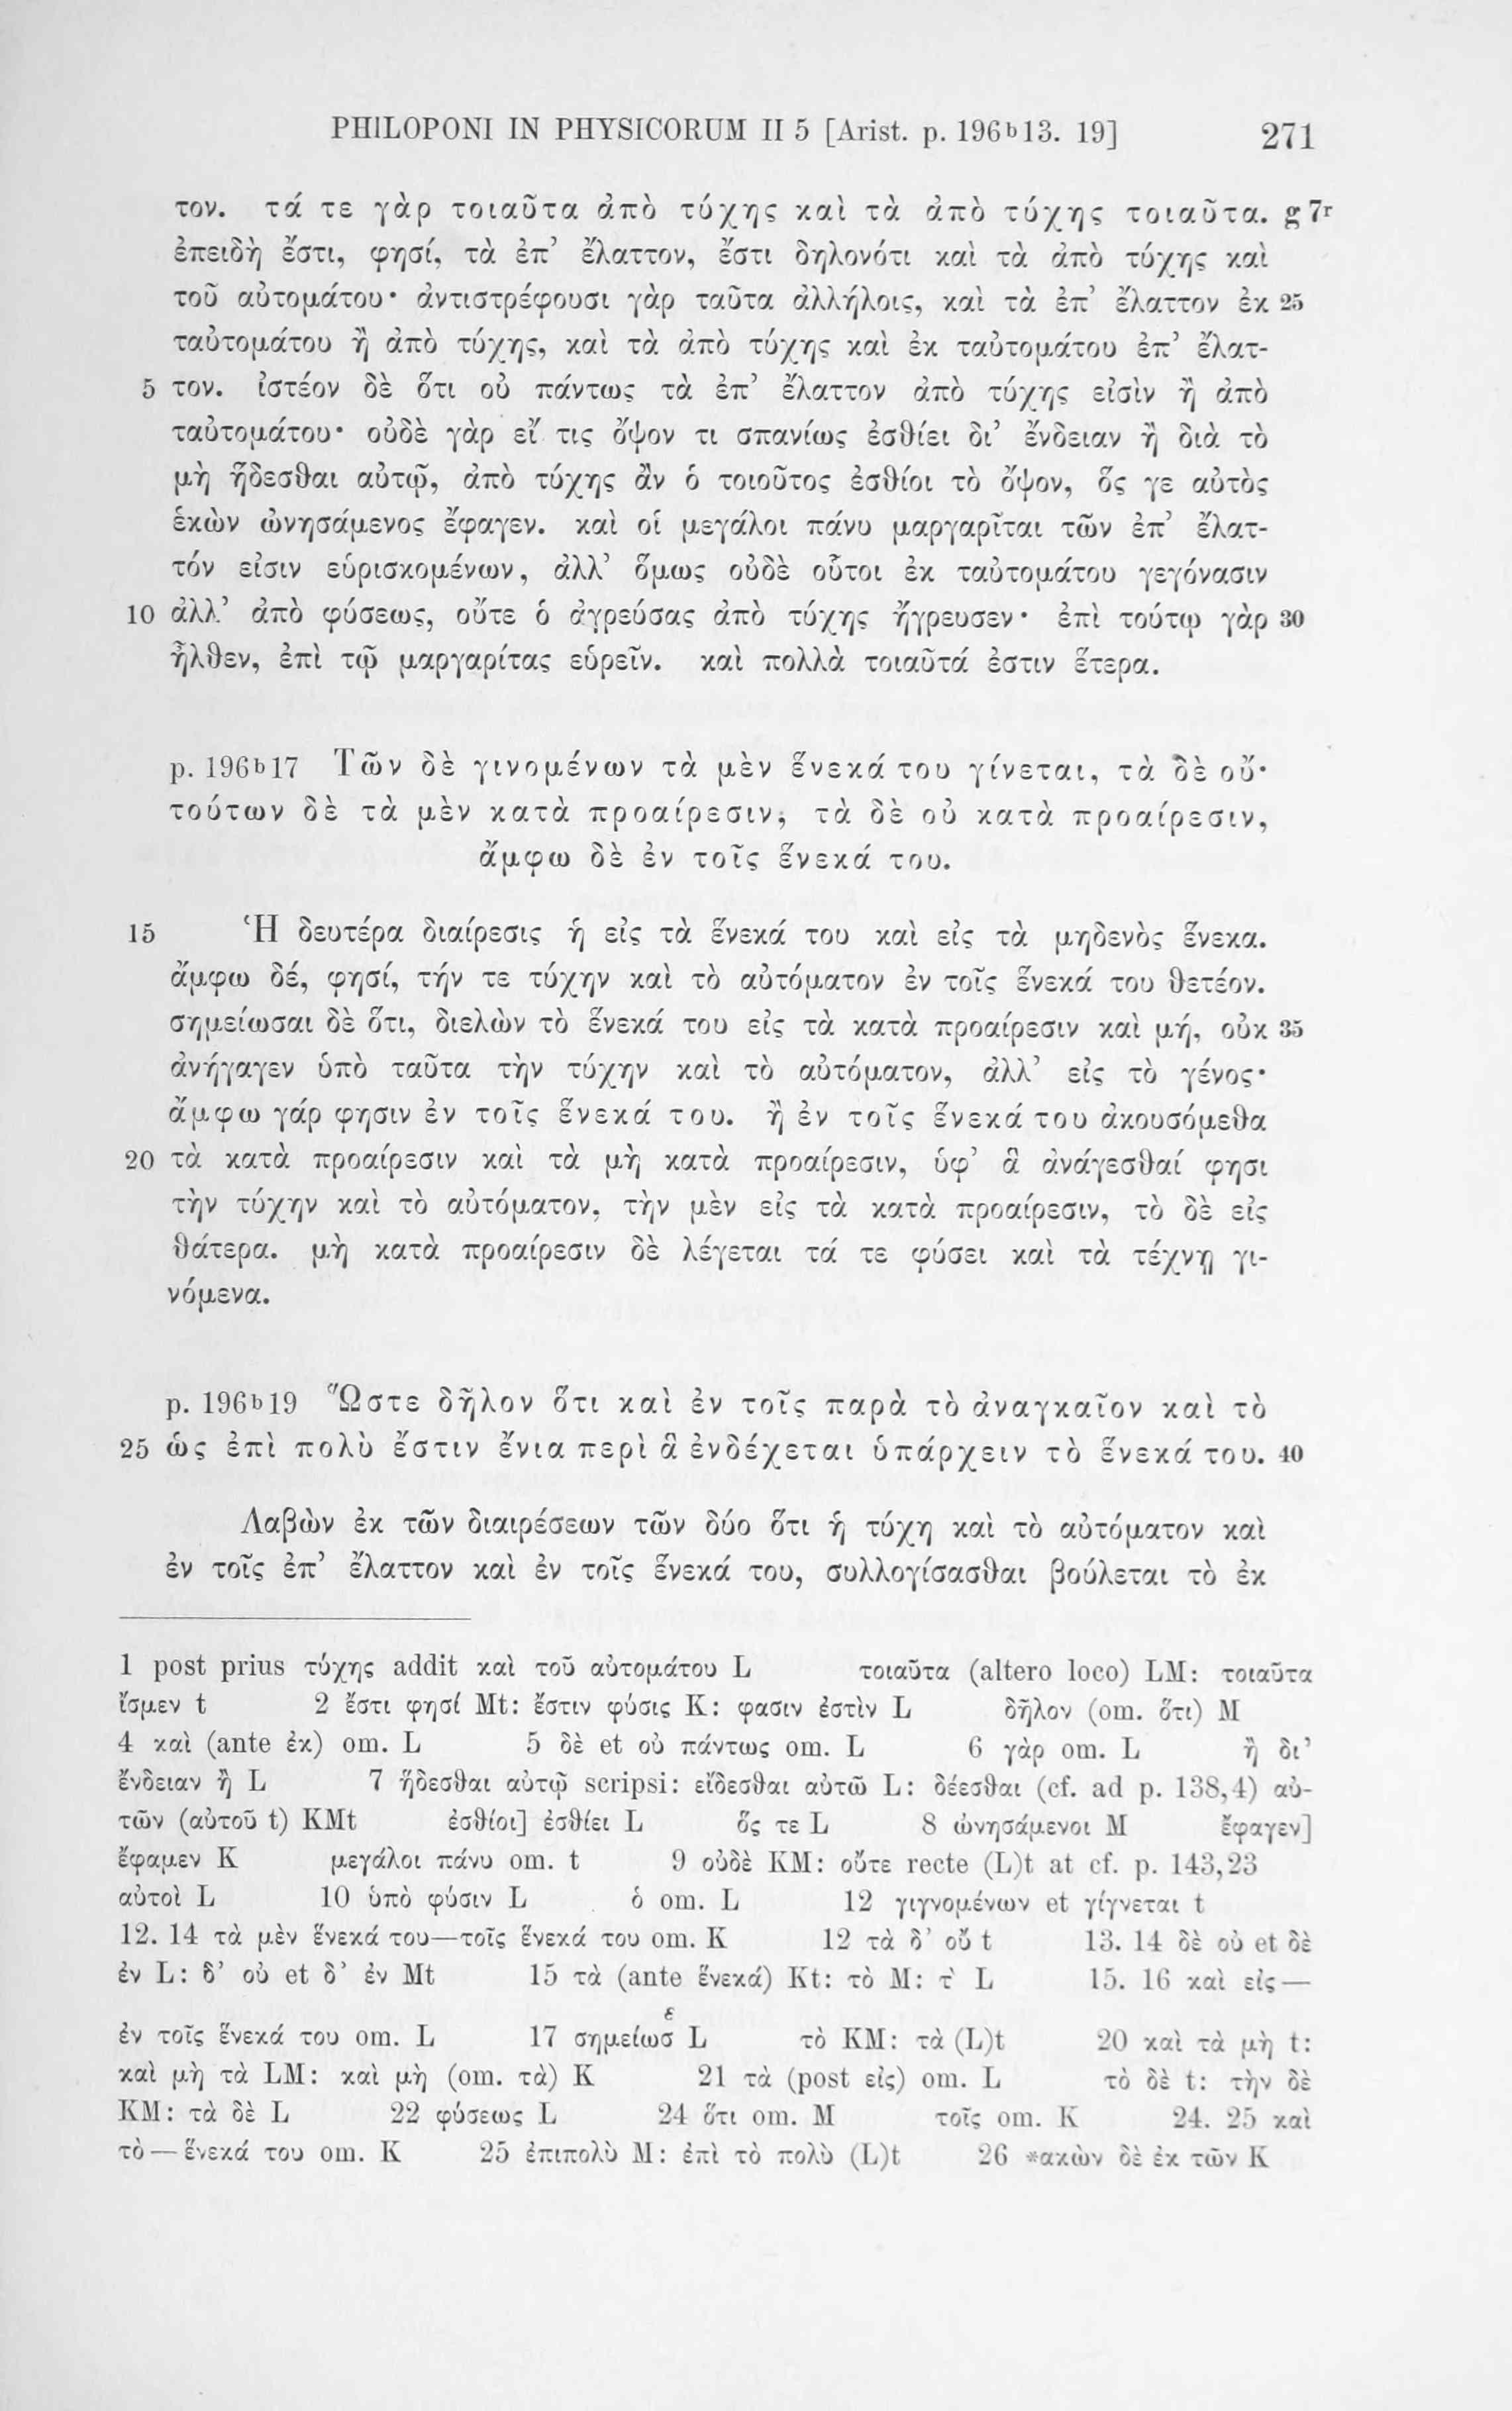 PHILOPONI IN PHYSICORUM II 5 [Arist. p. 196ᵇ13. 19] 271
τον. τά τε γὰρ τοιαῦτα ἀπὸ τύχης καὶ τὰ ἀπὸ τύχης τοιαῦτα. g 7ʳ
ἐπειδὴ ἔστι, φησί, τὰ ἐπ’ ἔλαττον, ἔστι δηλονότι καὶ τὰ ἀπὸ τύχης καὶ
τοῦ αὐτομάτου· ἀντιστρέφουσι γὰρ ταῦτα ἀλλήλοις, καὶ τὰ ἐπ’ ἔλαττον ἐκ 25
ταὐτομάτου ἢ ἀπὸ τύχης, καὶ τὰ ἀπὸ τύχης καὶ ἐκ ταὐτομάτου ἐπ’ ἔλατ-
5 τον. ἰστέον δὲ ὅτι οὐ πάντως τὰ ἐπ’ ἔλαττον ἀπὸ τύχης εἰσὶν ἢ ἀπὸ
ταὐτομάτου· οὐδὲ γὰρ εἴ τις ὄψον τι σπανίως ἐσθίει δι’ ἔνδειαν ἢ διὰ τὸ
μὴ ἥδεσθαι αὐτῷ, ἀπὸ τύχης ἂν ὁ τοιοῦτος ἐσθίοι τὸ ὄψον, ὅς γε αὐτὸς
ἑκὼν ὠνησάμενος ἔφαγεν. καὶ οἱ μεγάλοι πάνυ μαργαρῖται τῶν ἐπ’ ἔλατ-
τόν εἰσιν εὑρισκομένων, ἀλλ’ ὅμως οὐδὲ οὗτοι ἐκ ταὐτομάτου γεγόνασιν
10 ἀλλ’ ἀπὸ φύσεως, οὔτε ὁ ἀγρεύσας ἀπὸ τύχης ἤγρευσεν· ἐπὶ τούτῳ γὰρ 30
ἦλθεν, ἐπὶ τῷ μαργαρίτας εὑρεῖν. καὶ πολλὰ τοιαῦτά ἐστιν ἕτερα.
p. 196ᵇ17 Τῶν δὲ γινομένων τὰ μὲν ἕνεκά του γίνεται, τὰ δὲ οὔ·
τούτων δὲ τὰ μὲν κατὰ προαίρεσιν, τὰ δὲ οὐ κατὰ προαίρεσιν,
ἄμφω δὲ ἐν τοῖς ἕνεκά του.
15 Ἡ δευτέρα διαίρεσις ἡ εἰς τὰ ἕνεκά του καὶ εἰς τὰ μηδενὸς ἕνεκα.
ἄμφω δέ, φησί, τήν τε τύχην καὶ τὸ αὐτόματον ἐν τοῖς ἕνεκά του θετέον.
σημείωσαι δὲ ὅτι, διελὼν τὸ ἕνεκά του εἰς τὰ κατὰ προαίρεσιν καὶ μή, οὐκ 35
ἀνήγαγεν ὑπὸ ταῦτα τὴν τύχην καὶ τὸ αὐτόματον, ἀλλ’ εἰς τὸ γένος·
ἄμφω γάρ φησιν ἐν τοῖς ἕνεκά του. ἢ ἐν τοῖς ἕνεκά του ἀκουσόμεθα
20 τὰ κατὰ προαίρεσιν καὶ τὰ μὴ κατὰ προαίρεσιν, ὑφ’ ἃ ἀνάγεσθαί φησι
τὴν τύχην καὶ τὸ αὐτόματον, τὴν μὲν εἰς τὰ κατὰ προαίρεσιν, τὸ δὲ εἰς
θάτερα. μὴ κατὰ προαίρεσιν δὲ λέγεται τά τε φύσει καὶ τὰ τέχνῃ γι-
νόμενα.
p. 196ᵇ19 Ὥστε δῆλον ὅτι καὶ ἐν τοῖς παρὰ τὸ ἀναγκαῖον καὶ τὸ
25 ὡς ἐπὶ πολὺ ἔστιν ἔνια περὶ ἃ ἐνδέχεται ὑπάρχειν τὸ ἕνεκά του. 40
Λαβὼν ἐκ τῶν διαιρέσεων τῶν δύο ὅτι ἡ τύχη καὶ τὸ αὐτόματον καὶ
ἐν τοῖς ἐπ’ ἔλαττον καὶ ἐν τοῖς ἕνεκά του, συλλογίσασθαι βούλεται τὸ ἐκ
1 post prius τύχης addit καὶ τοῦ αὐτομάτου L τοιαῦτα (altero loco) LM: τοιαῦτα
ἴσμεν t 2 ἔστι φησί Mt: ἔστιν φύσις K: φασιν ἐστὶν L δῆλον (om. ὅτι) M
4 καὶ (ante ἐκ) om. L 5 δὲ et οὐ πάντως om. L 6 γὰρ om. L ἢ δι’
ἔνδειαν ἢ L 7 ἥδεσθαι αὐτῷ scripsi: εἴδεσθαι αὐτῶ L: δέεσθαι (cf. ad p. 138,4) αὐ-
τῶν (αὐτοῦ t) KMt ἐσθίοι] ἐσθίει L ὅς τε L 8 ὠνησάμενοι M ἔφαγεν]
ἔφαμεν K μεγάλοι πάνυ om. t 9 οὐδὲ KM: οὔτε recte (L)t at cf. p. 143,23
αὐτοὶ L 10 ὑπὸ φύσιν L ὁ om. L 12 γιγνομένων et γίγνεται t
12. 14 τὰ μὲν ἕνεκά του—τοῖς ἕνεκά του om. K 12 τὰ δ’ οὔ t 13. 14 δὲ οὐ et δὲ
ἐν L: δ’ οὐ et δ’ ἐν Mt 15 τὰ (ante ἕνεκά) Kt: τὸ M: τ̀ L 15. 16 καὶ εἰς—
ἐν τοῖς ἕνεκά του om. L 17 σημείωσε L τὸ KM: τὰ (L)t 20 καὶ τὰ μὴ t:
καὶ μὴ τὰ LM: καὶ μὴ (om. τὰ) K 21 τὰ (post εἰς) om. L τὸ δὲ t: τὴν δὲ
KM: τὰ δὲ L 22 φύσεως L 24 ὅτι om. M τοῖς om. K 24. 25 καὶ
τὸ—ἕνεκά του om. K 25 ἐπιπολὺ M: ἐπὶ τὸ πολὺ (L)t 26 *ακὼν δὲ ἐκ τῶν K